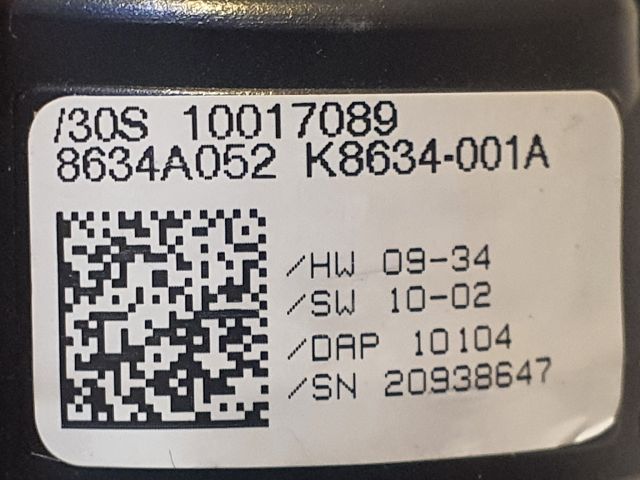 /30S 10017089
8634A052 K8634-001A
/HW 09-34
/SW 10-02
/DAP 10104
/SN 20938647